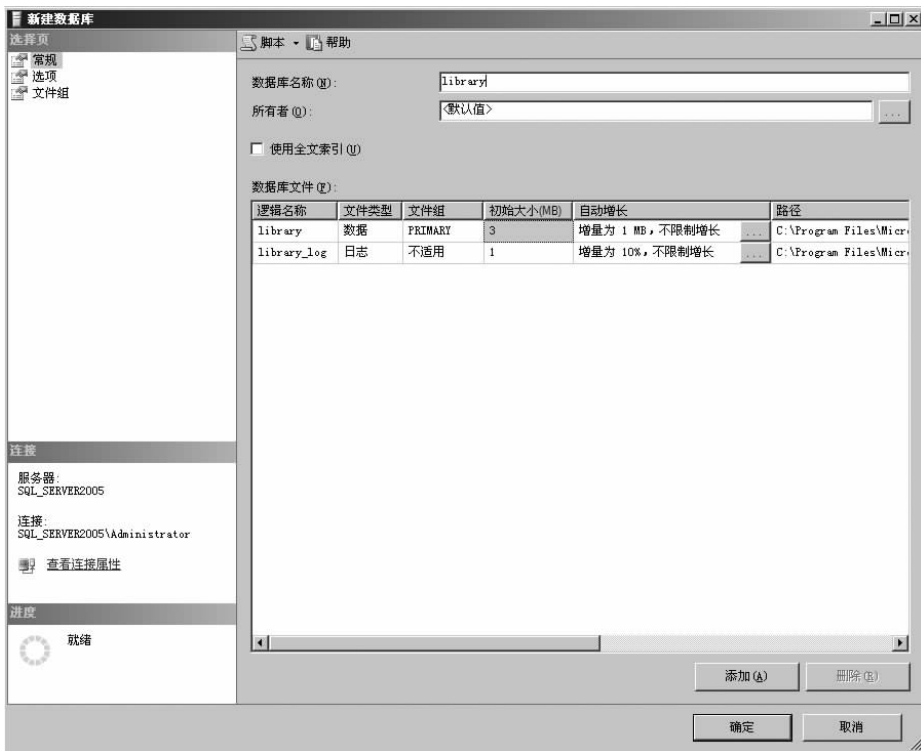 新建数据库
选择页
常规
选项
文件组
脚本 帮助
数据库名称(N):
library
所有者(O):
<默认值>
...
使用全文索引(U)
数据库文件(F):
逻辑名称 文件类型 文件组 初始大小(MB) 自动增长 路径
library 数据 PRIMARY 3 增量为 1 MB，不限制增长 ... C:\Program Files\Micr
library_log 日志 不适用 1 增量为 10%，不限制增长 ... C:\Program Files\Micr
连接
服务器:
SQL_SERVER2005
连接:
SQL_SERVER2005\Administrator
查看连接属性
进度
就绪
添加(A) 删除(R)
确定 取消